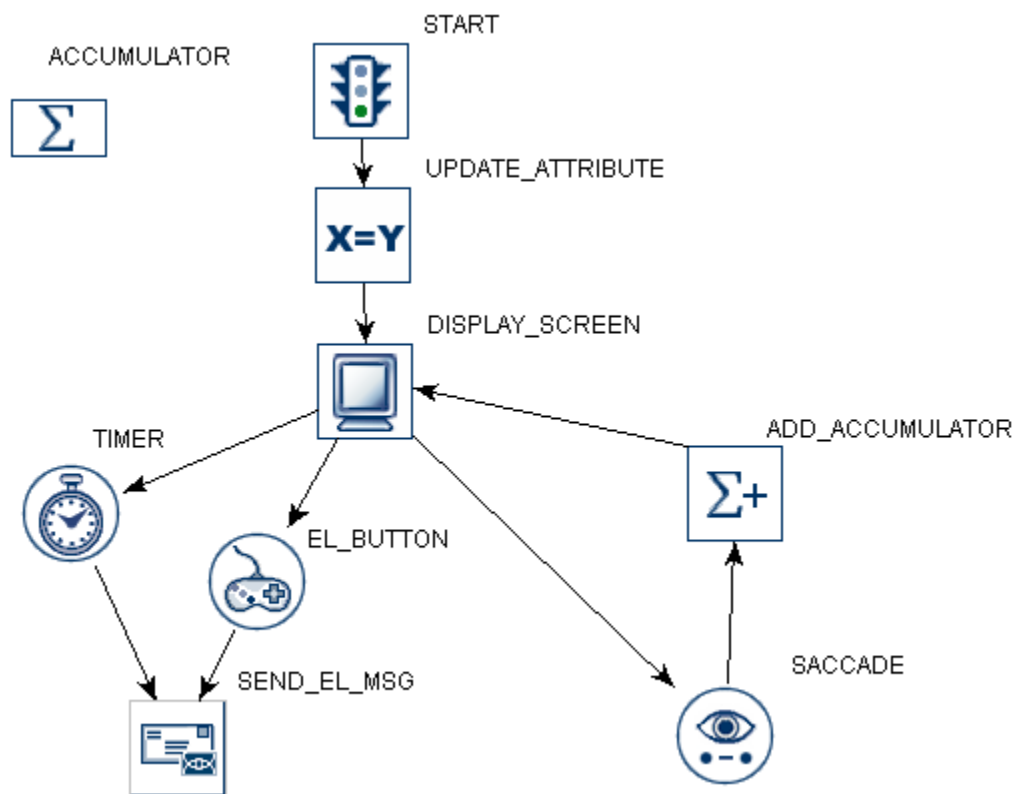 START
ACCUMULATOR
Σ
UPDATE_ATTRIBUTE
X=Y
DISPLAY_SCREEN
TIMER
ADD_ACCUMULATOR
Σ+
EL_BUTTON
SACCADE
SEND_EL_MSG